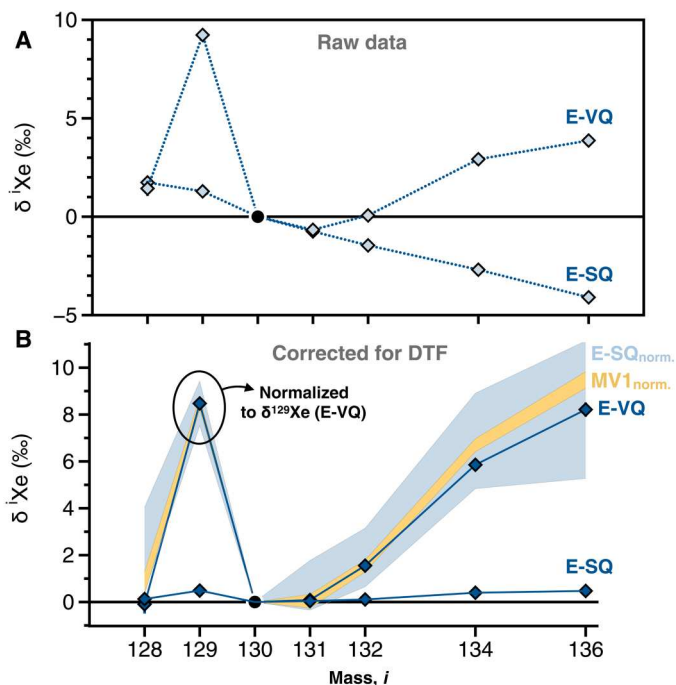 A
Raw data
10
5
0
−5
δ ⁱXe (‰)
E-VQ
E-SQ
B
Corrected for DTF
E-SQnorm.
MV1norm.
E-VQ
Normalized
to δ¹²⁹Xe (E-VQ)
10
8
6
4
2
0
δ ⁱXe (‰)
E-SQ
128 129 130 131 132 134 136
Mass, i